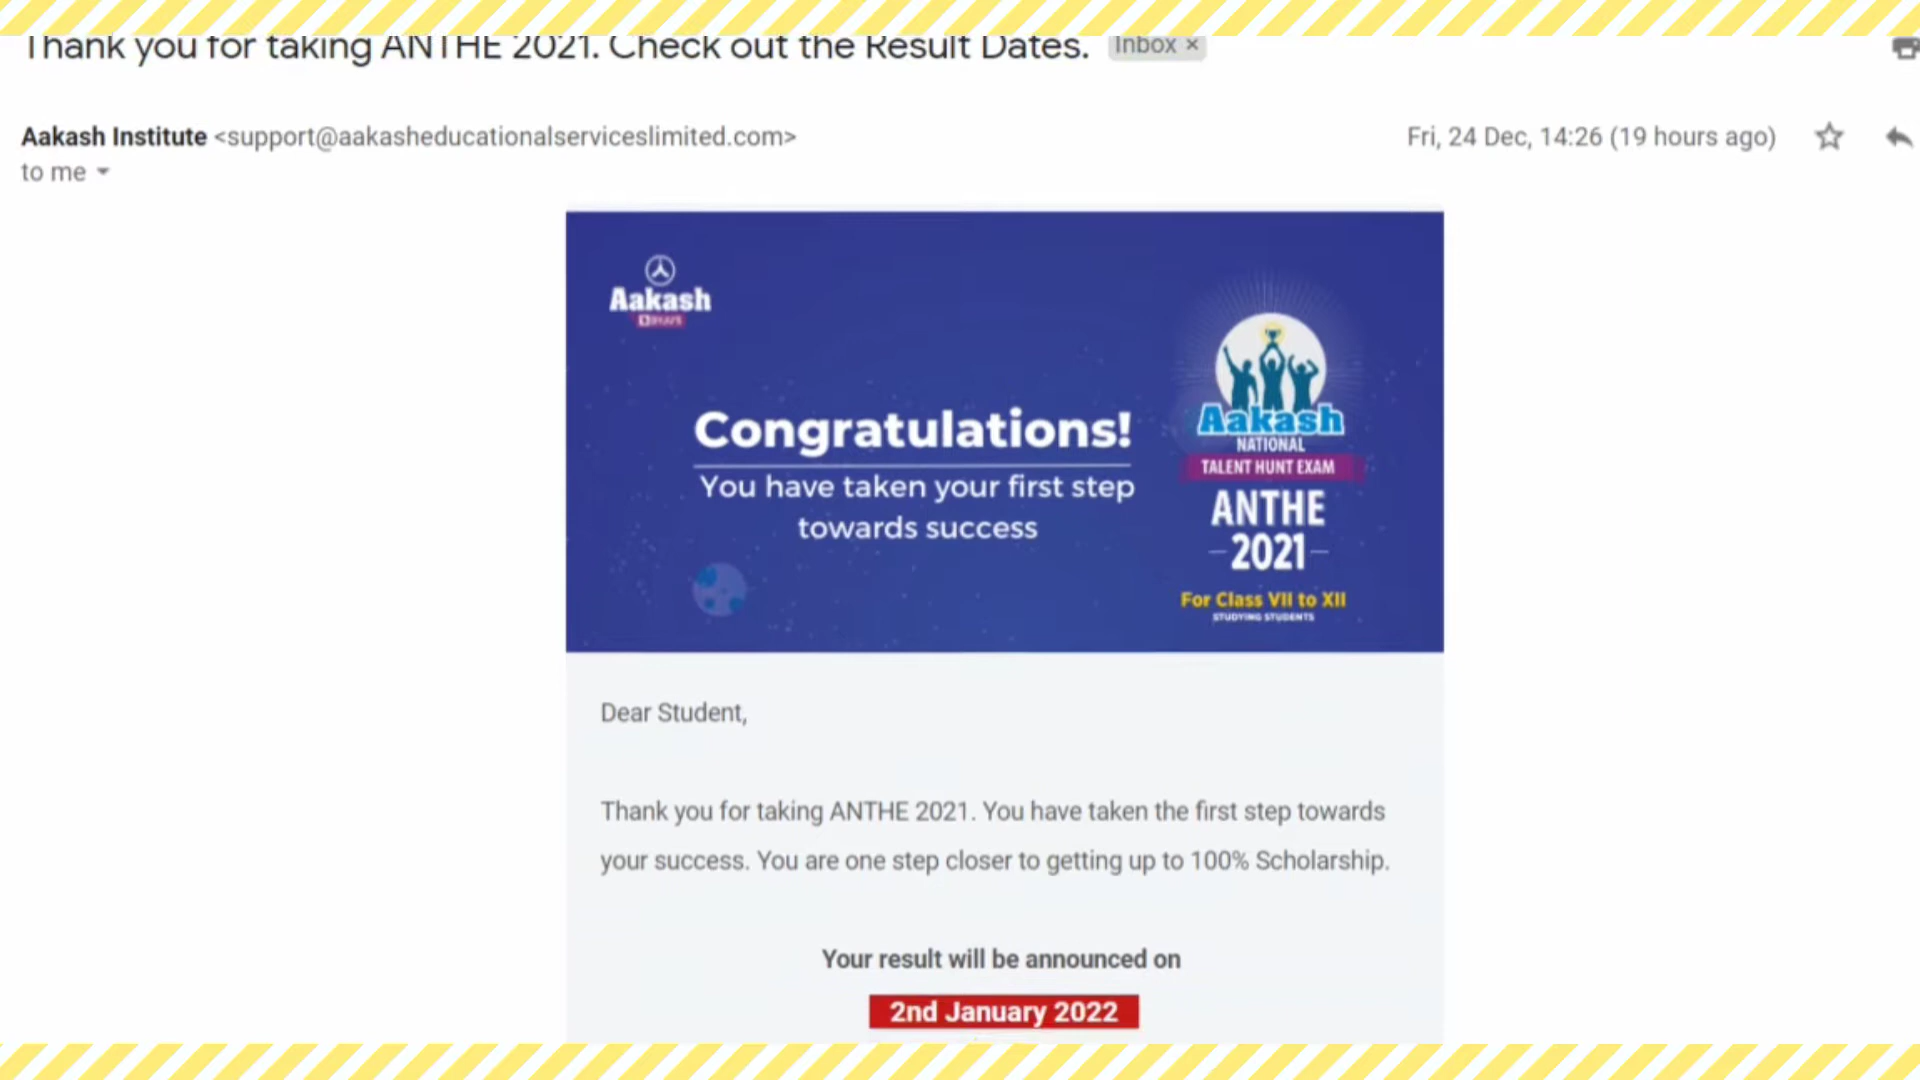 Thank you for taking ANTHE 2021. Check out the Result Dates. Inbox ×
Aakash Institute <support@aakasheducationalserviceslimited.com> Fri, 24 Dec, 14:26 (19 hours ago)
to me
Aakash
BYJU'S
Congratulations!
You have taken your first step
towards success
Aakash
NATIONAL
TALENT HUNT EXAM
ANTHE
2021
For Class VII to XII
STUDYING STUDENTS
Dear Student,
Thank you for taking ANTHE 2021. You have taken the first step towards
your success. You are one step closer to getting up to 100% Scholarship.
Your result will be announced on
2nd January 2022